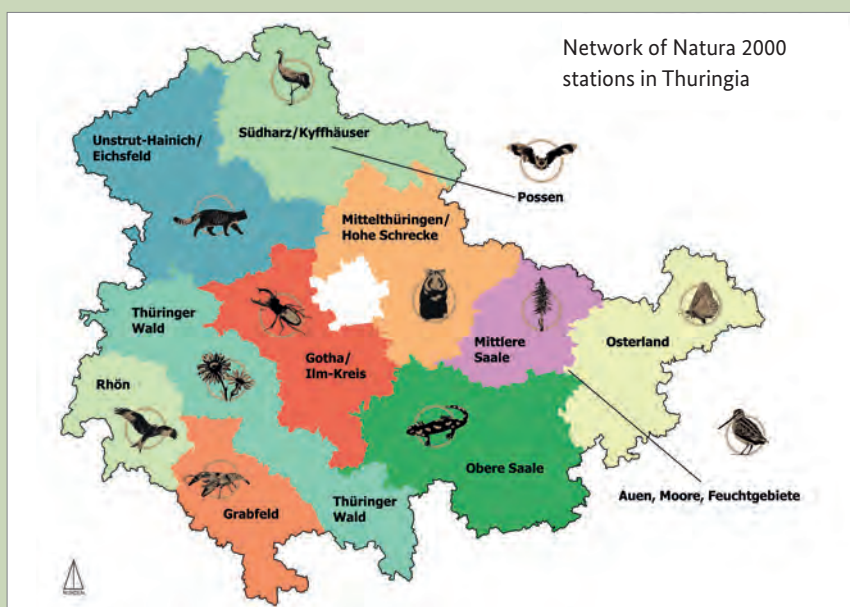 Network of Natura 2000
stations in Thuringia
Unstrut-Hainich/
Eichsfeld
Südharz/Kyffhäuser
Possen
Mittelthüringen/
Hohe Schrecke
Thüringer
Wald
Gotha/
Ilm-Kreis
Mittlere
Saale
Osterland
Rhön
Obere Saale
Auen, Moore, Feuchtgebiete
Grabfeld
Thüringer
Wald